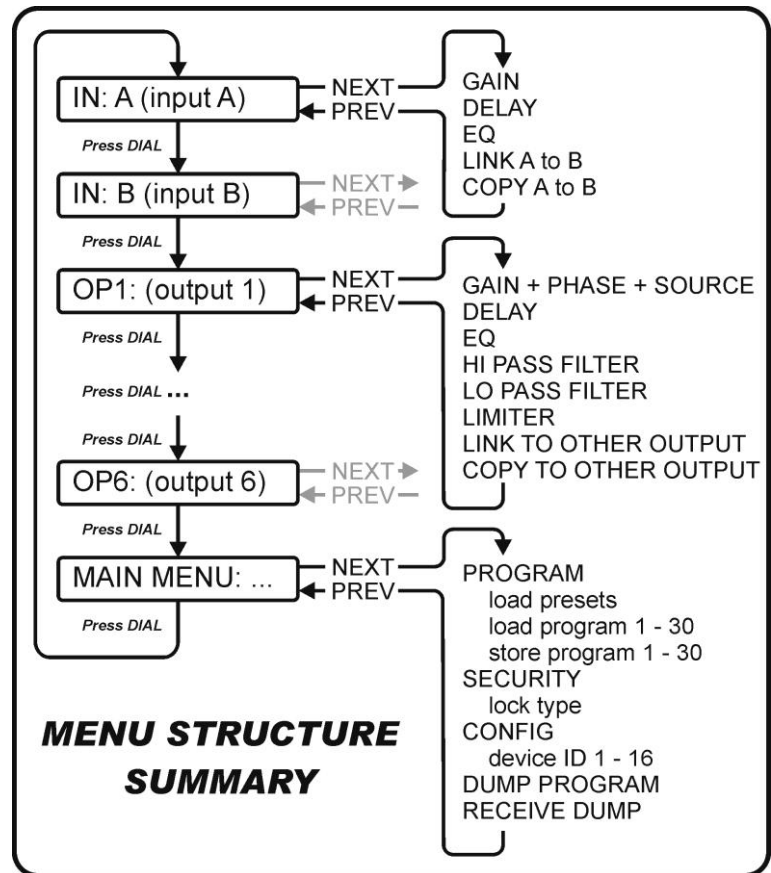 IN: A (input A)
NEXT
PREV
GAIN
DELAY
EQ
LINK A to B
COPY A to B
Press DIAL
IN: B (input B)
NEXT
PREV
Press DIAL
OP1: (output 1)
NEXT
PREV
GAIN + PHASE + SOURCE
DELAY
EQ
HI PASS FILTER
LO PASS FILTER
LIMITER
LINK TO OTHER OUTPUT
COPY TO OTHER OUTPUT
Press DIAL
Press DIAL ...
Press DIAL
OP6: (output 6)
NEXT
PREV
Press DIAL
MAIN MENU: ...
NEXT
PREV
PROGRAM
load presets
load program 1 - 30
store program 1 - 30
SECURITY
lock type
CONFIG
device ID 1 - 16
DUMP PROGRAM
RECEIVE DUMP
Press DIAL
MENU STRUCTURE
SUMMARY